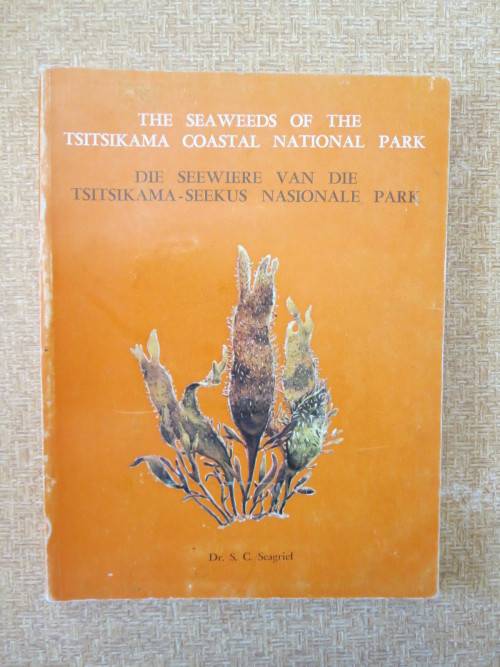 THE SEAWEEDS OF THE
TSITSIKAMA COASTAL NATIONAL PARK
DIE SEEWIERE VAN DIE
TSITSIKAMA-SEEKUS NASIONALE PARK
Dr. S. C. Seagrief